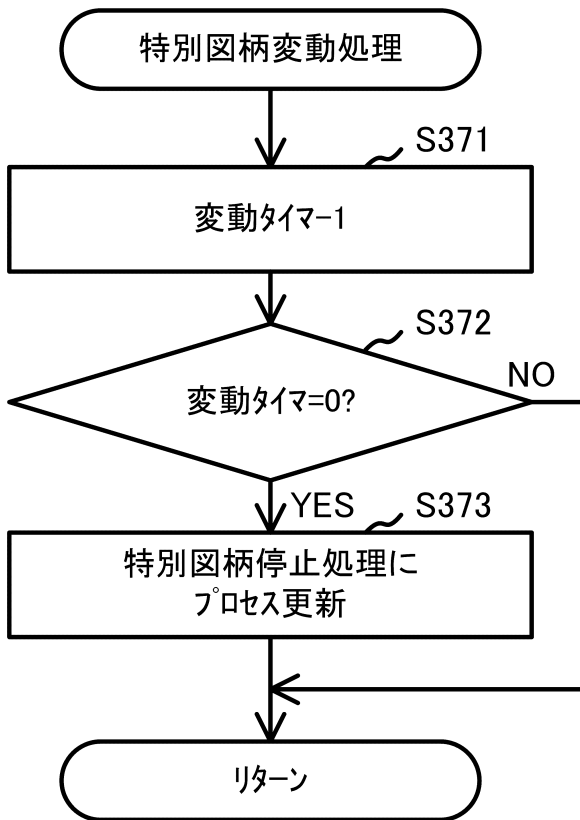 特別図柄変動処理
S371
変動ﾀｲﾏ-1
S372
変動ﾀｲﾏ=0?
NO
YES
S373
特別図柄停止処理に
ﾌﾟﾛｾｽ更新
ﾘﾀｰﾝ